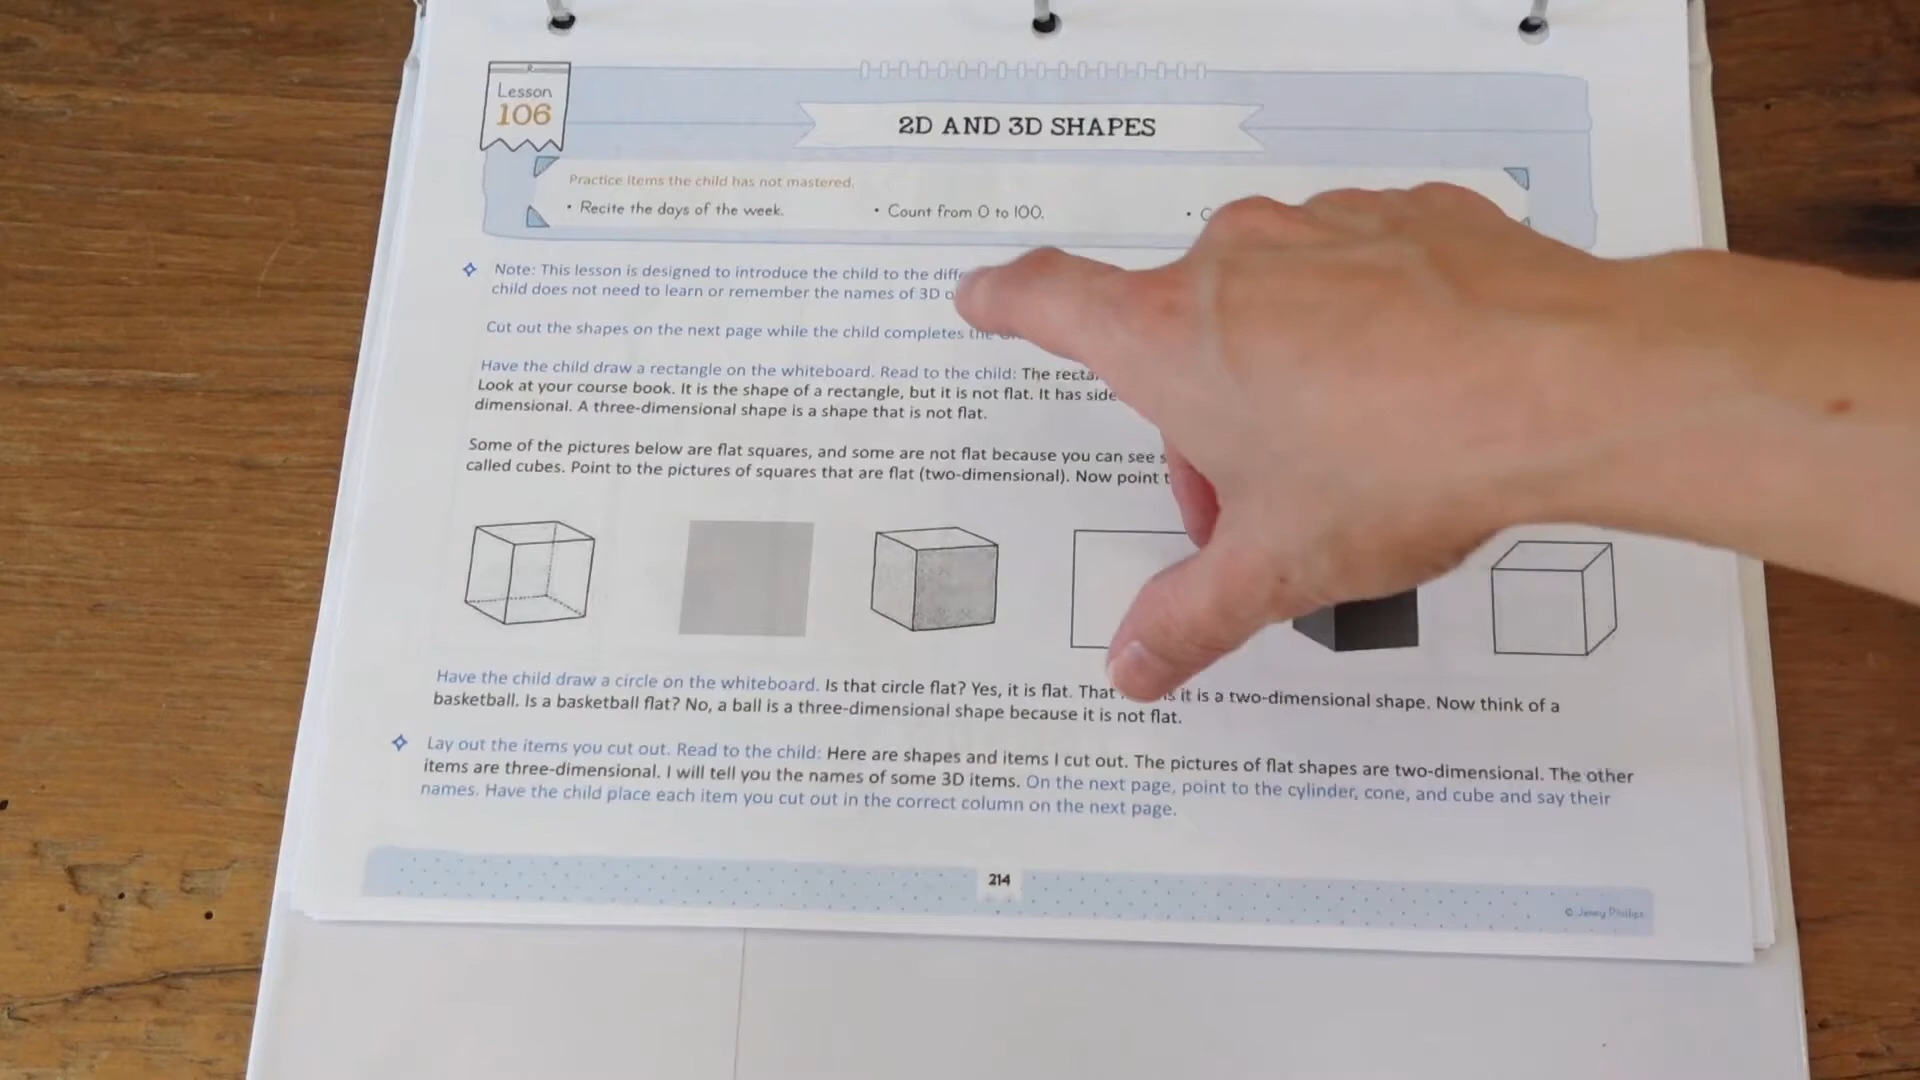 Lesson
106
2D AND 3D SHAPES
Practice items the child has not mastered.
• Recite the days of the week.
• Count from 0 to 100.
Note: This lesson is designed to introduce the child to the
child does not need to learn or remember the names of 3D
Cut out the shapes on the next page while the child completes
Have the child draw a rectangle on the whiteboard. Read to the child: The
Look at your course book. It is the shape of a rectangle, but it is not flat. It has
dimensional. A three-dimensional shape is a shape that is not flat.
Some of the pictures below are flat squares, and some are not flat because you can see
called cubes. Point to the pictures of squares that are flat (two-dimensional). Now point
Have the child draw a circle on the whiteboard. Is that circle flat? Yes, it is flat. That it is a two-dimensional shape. Now think of a
basketball. Is a basketball flat? No, a ball is a three-dimensional shape because it is not flat.
Lay out the items you cut out. Read to the child: Here are shapes and items I cut out. The pictures of flat shapes are two-dimensional. The other
items are three-dimensional. I will tell you the names of some 3D items. On the next page, point to the cylinder, cone, and cube and say their
names. Have the child place each item you cut out in the correct column on the next page.
214
© Jenny Phillips